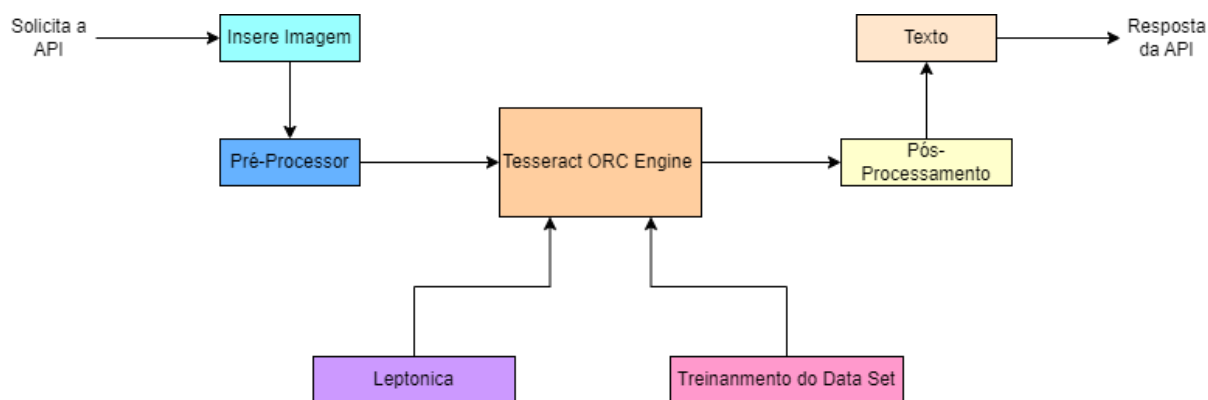 Solicita a
API
Insere Imagem
Texto
Resposta
da API
Pré-Processor
Tesseract ORC Engine
Pós-
Processamento
Leptonica
Treinanmento do Data Set